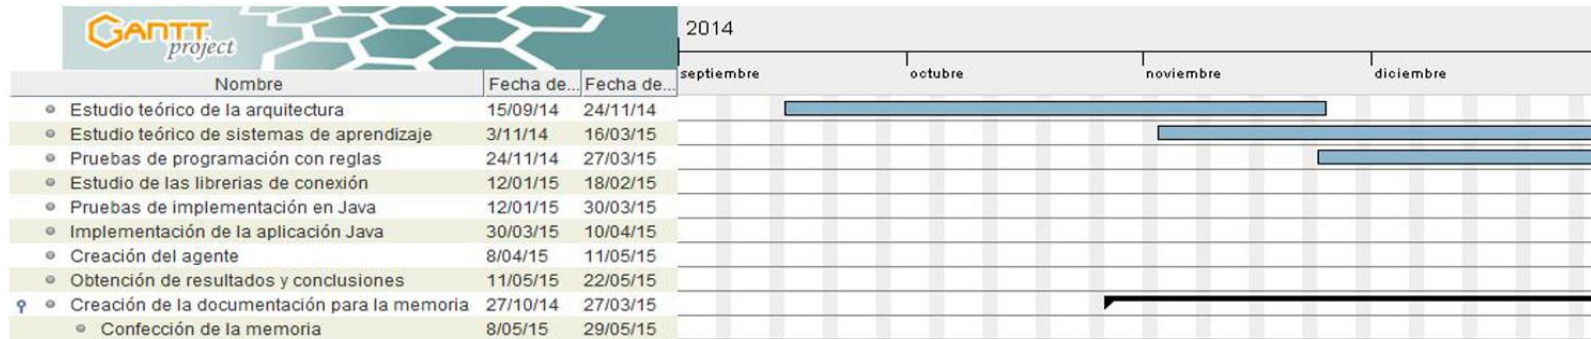 GANTT
project
2014
septiembre octubre noviembre diciembre
Nombre Fecha de... Fecha de...
Estudio teórico de la arquitectura 15/09/14 24/11/14
Estudio teórico de sistemas de aprendizaje 3/11/14 16/03/15
Pruebas de programación con reglas 24/11/14 27/03/15
Estudio de las librerias de conexión 12/01/15 18/02/15
Pruebas de implementación en Java 12/01/15 30/03/15
Implementación de la aplicación Java 30/03/15 10/04/15
Creación del agente 8/04/15 11/05/15
Obtención de resultados y conclusiones 11/05/15 22/05/15
Creación de la documentación para la memoria 27/10/14 27/03/15
Confección de la memoria 8/05/15 29/05/15